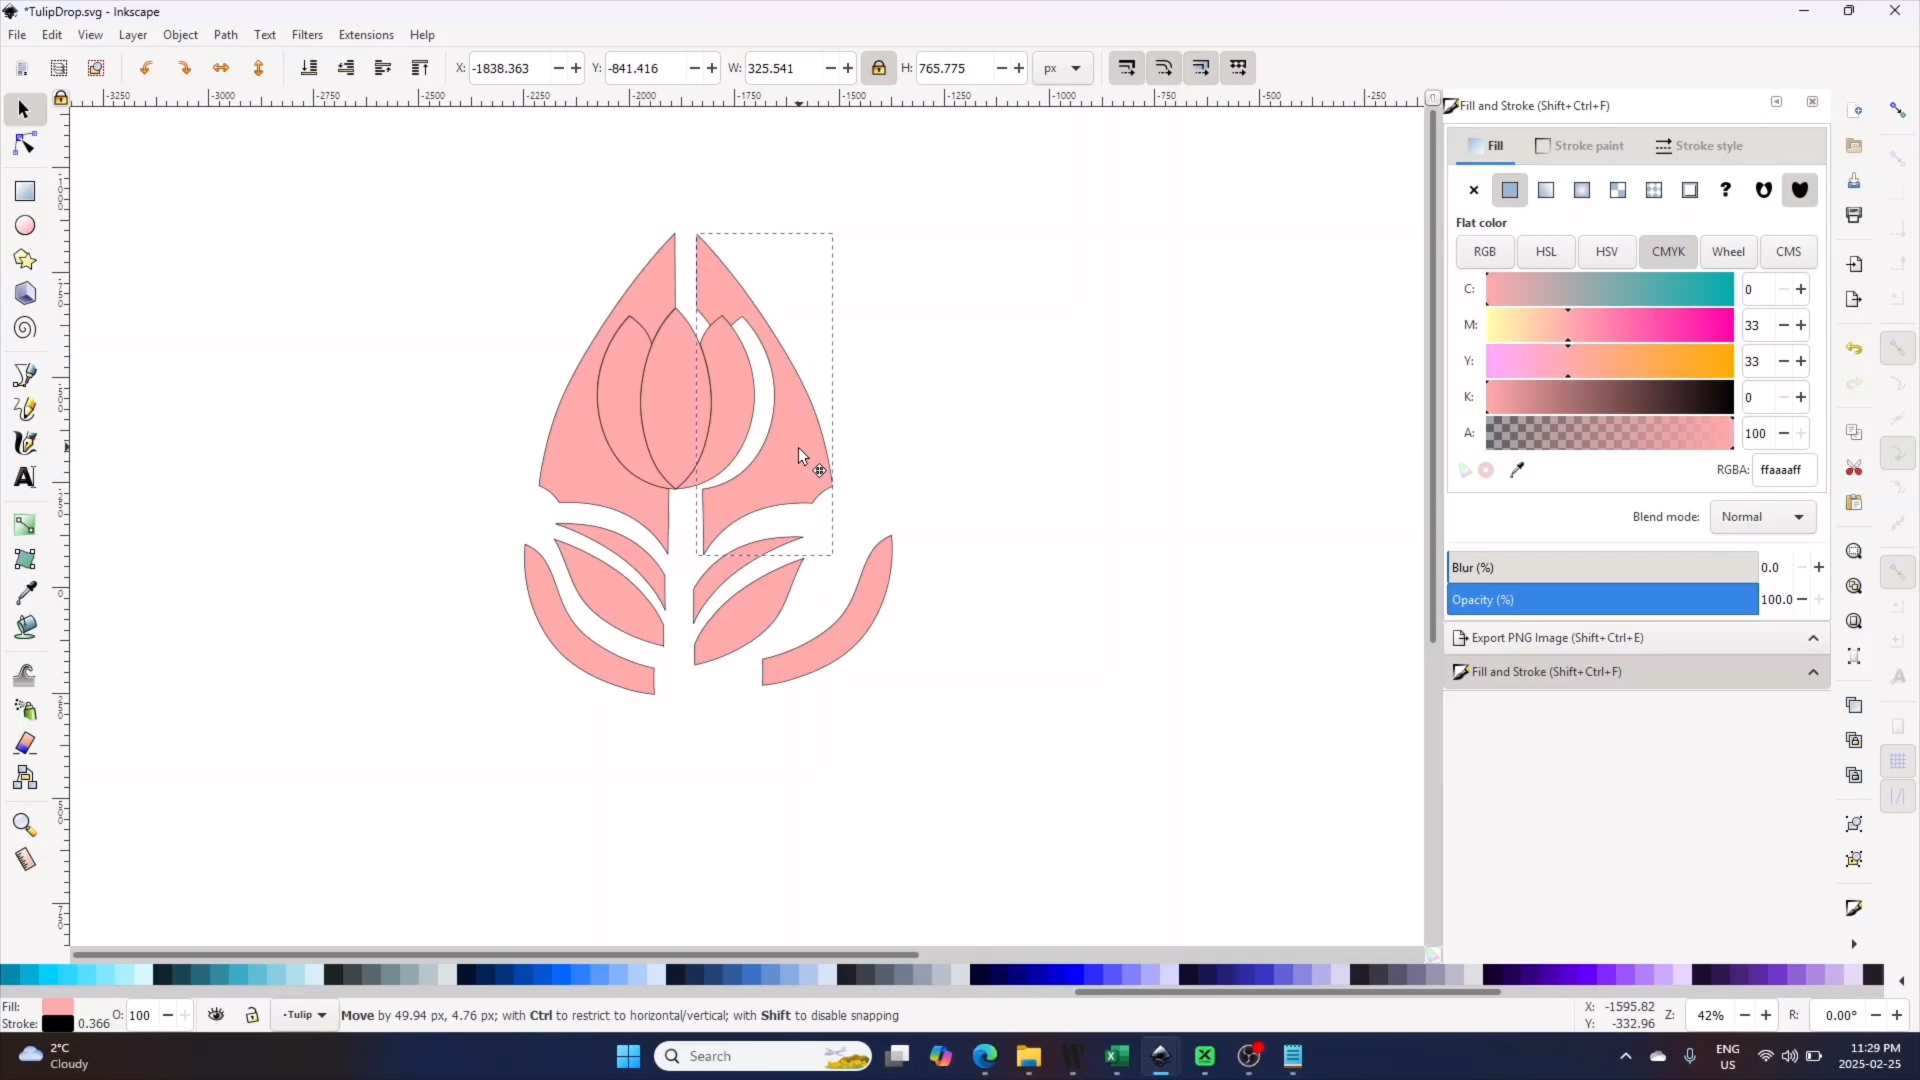 *TulipDrop.svg - Inkscape
File Edit View Layer Object Path Text Filters Extensions Help
X: -1838.363 Y: -841.416 W: 325.541 H: 765.775 px
-3250 -3000 -2750 -2500 -2250 -2000 -1750 -1500 -1250 -1000 -750 -500 -250
Fill and Stroke (Shift+Ctrl+F)
Fill Stroke paint Stroke style
Flat color
RGB HSL HSV CMYK Wheel CMS
C: 0
M: 33
Y: 33
K: 0
A: 100
RGBA: ffaaaaff
Blend mode: Normal
Blur (%) 0.0
Opacity (%) 100.0
Export PNG Image (Shift+Ctrl+E)
Fill and Stroke (Shift+Ctrl+F)
Fill:
Stroke: 0.366
O: 100
Tulip
Move by 49.94 px, 4.76 px; with Ctrl to restrict to horizontal/vertical; with Shift to disable snapping
X: -1595.82
Y: -332.96
Z: 42%
R: 0.00°
2°C
Cloudy
Search
ENG
US
11:29 PM
2025-02-25